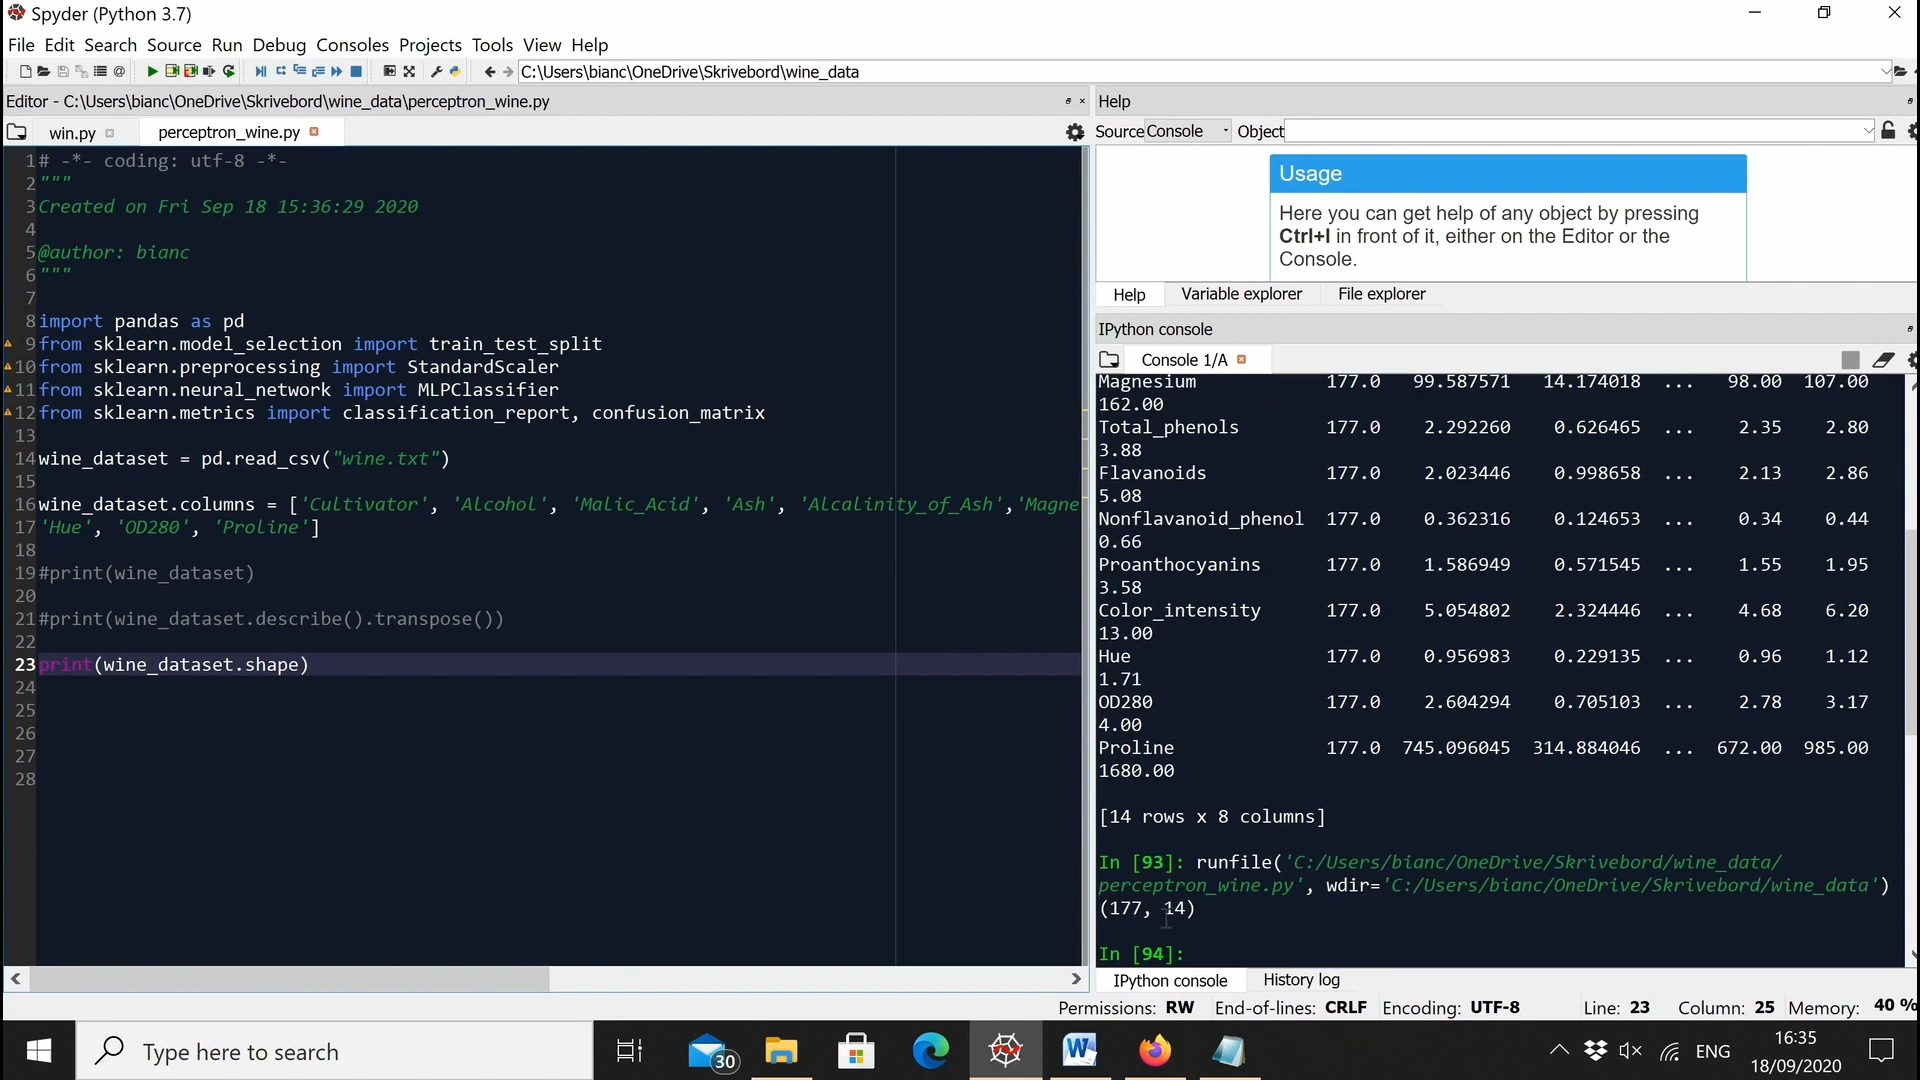 Spyder (Python 3.7)
File Edit Search Source Run Debug Consoles Projects Tools View Help
C:\Users\bianc\OneDrive\Skrivebord\wine_data
Editor - C:\Users\bianc\OneDrive\Skrivebord\wine_data\perceptron_wine.py
win.py perceptron_wine.py
1 # -*- coding: utf-8 -*-
2 """
3 Created on Fri Sep 18 15:36:29 2020
4
5 @author: bianc
6 """
7
8 import pandas as pd
9 from sklearn.model_selection import train_test_split
10 from sklearn.preprocessing import StandardScaler
11 from sklearn.neural_network import MLPClassifier
12 from sklearn.metrics import classification_report, confusion_matrix
13
14 wine_dataset = pd.read_csv("wine.txt")
15
16 wine_dataset.columns = ['Cultivator', 'Alcohol', 'Malic_Acid', 'Ash', 'Alcalinity_of_Ash','Magne
17 'Hue', 'OD280', 'Proline']
18
19 #print(wine_dataset)
20
21 #print(wine_dataset.describe().transpose())
22
23 print(wine_dataset.shape)
24
25
26
27
28
Help
Source Console Object
Usage
Here you can get help of any object by pressing
Ctrl+I in front of it, either on the Editor or the
Console.
Help Variable explorer File explorer
IPython console
Console 1/A
Magnesium 177.0 99.587571 14.174018 ... 98.00 107.00
162.00
Total_phenols 177.0 2.292260 0.626465 ... 2.35 2.80
3.88
Flavanoids 177.0 2.023446 0.998658 ... 2.13 2.86
5.08
Nonflavanoid_phenol 177.0 0.362316 0.124653 ... 0.34 0.44
0.66
Proanthocyanins 177.0 1.586949 0.571545 ... 1.55 1.95
3.58
Color_intensity 177.0 5.054802 2.324446 ... 4.68 6.20
13.00
Hue 177.0 0.956983 0.229135 ... 0.96 1.12
1.71
OD280 177.0 2.604294 0.705103 ... 2.78 3.17
4.00
Proline 177.0 745.096045 314.884046 ... 672.00 985.00
1680.00
[14 rows x 8 columns]
In [93]: runfile('C:/Users/bianc/OneDrive/Skrivebord/wine_data/
perceptron_wine.py', wdir='C:/Users/bianc/OneDrive/Skrivebord/wine_data')
(177, 14)
In [94]:
IPython console History log
Permissions: RW End-of-lines: CRLF Encoding: UTF-8 Line: 23 Column: 25 Memory: 40 %
Type here to search
30
ENG
16:35
18/09/2020